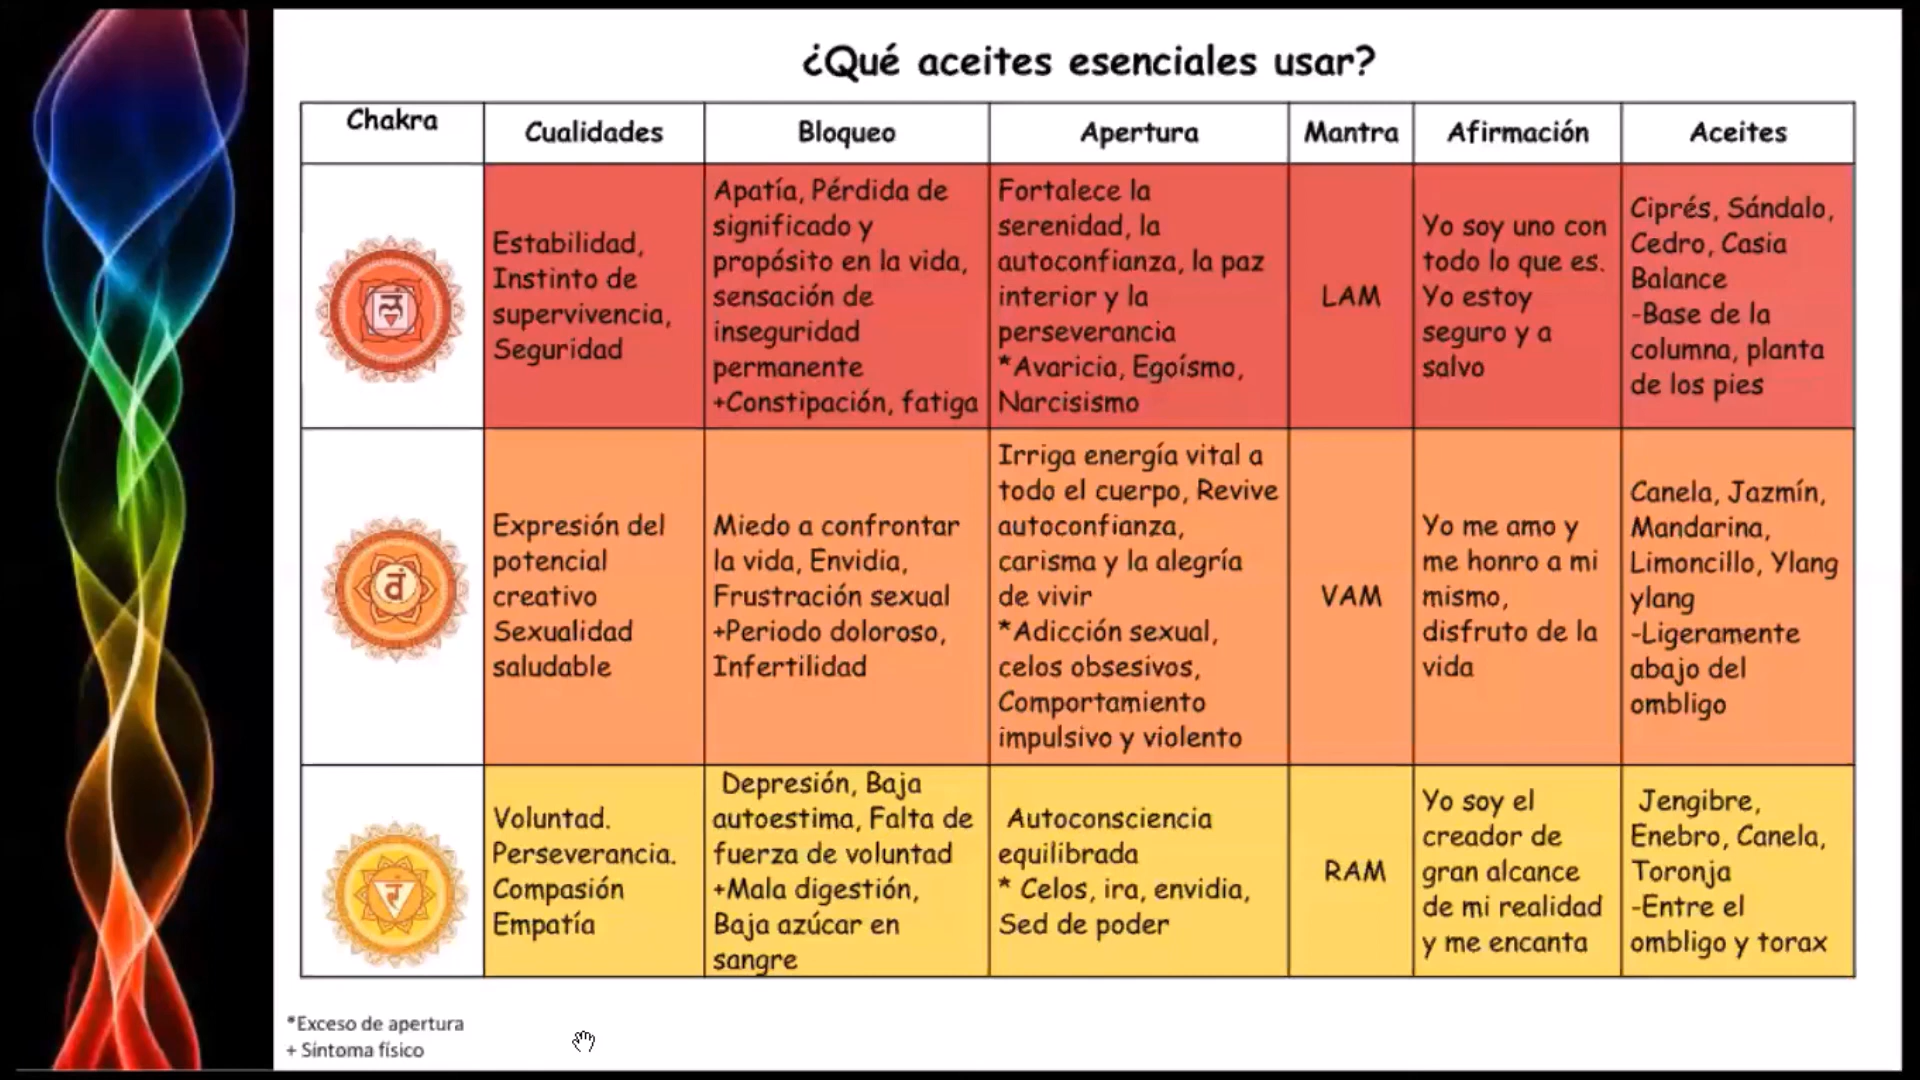 ¿Qué aceites esenciales usar?
Chakra
Cualidades
Bloqueo
Apertura
Mantra
Afirmación
Aceites
लं
Estabilidad,
Instinto de
supervivencia,
Seguridad
Apatía, Pérdida de
significado y
propósito en la vida,
sensación de
inseguridad
permanente
+Constipación, fatiga
Fortalece la
serenidad, la
autoconfianza, la paz
interior y la
perseverancia
*Avaricia, Egoísmo,
Narcisismo
LAM
Yo soy uno con
todo lo que es.
Yo estoy
seguro y a
salvo
Ciprés, Sándalo,
Cedro, Casia
Balance
-Base de la
columna, planta
de los pies
वं
Expresión del
potencial
creativo
Sexualidad
saludable
Miedo a confrontar
la vida, Envidia,
Frustración sexual
+Periodo doloroso,
Infertilidad
Irriga energía vital a
todo el cuerpo, Revive
autoconfianza,
carisma y la alegría
de vivir
*Adicción sexual,
celos obsesivos,
Comportamiento
impulsivo y violento
VAM
Yo me amo y
me honro a mi
mismo,
disfruto de la
vida
Canela, Jazmín,
Mandarina,
Limoncillo, Ylang
ylang
-Ligeramente
abajo del
ombligo
रं
Voluntad.
Perseverancia.
Compasión
Empatía
Depresión, Baja
autoestima, Falta de
fuerza de voluntad
+Mala digestión,
Baja azúcar en
sangre
Autoconsciencia
equilibrada
* Celos, ira, envidia,
Sed de poder
RAM
Yo soy el
creador de
gran alcance
de mi realidad
y me encanta
Jengibre,
Enebro, Canela,
Toronja
-Entre el
ombligo y torax
*Exceso de apertura
+ Síntoma físico